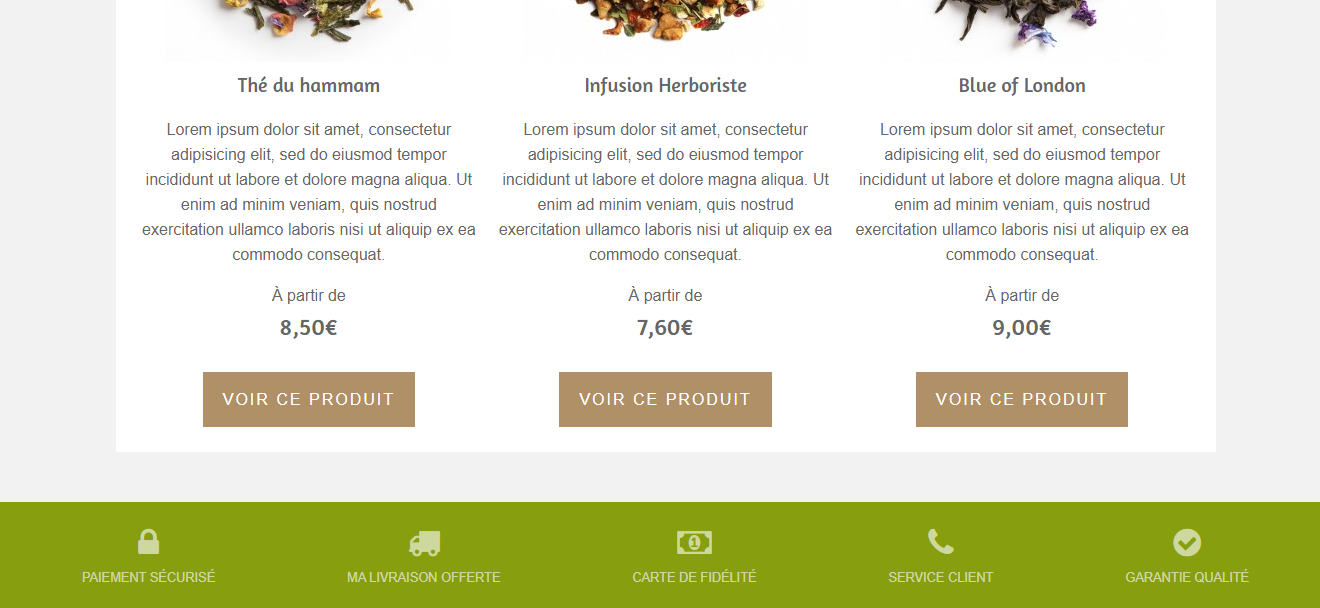 Thé du hammam
Lorem ipsum dolor sit amet, consectetur
adipisicing elit, sed do eiusmod tempor
incididunt ut labore et dolore magna aliqua. Ut
enim ad minim veniam, quis nostrud
exercitation ullamco laboris nisi ut aliquip ex ea
commodo consequat.
À partir de
8,50€
VOIR CE PRODUIT
Infusion Herboriste
Lorem ipsum dolor sit amet, consectetur
adipisicing elit, sed do eiusmod tempor
incididunt ut labore et dolore magna aliqua. Ut
enim ad minim veniam, quis nostrud
exercitation ullamco laboris nisi ut aliquip ex ea
commodo consequat.
À partir de
7,60€
VOIR CE PRODUIT
Blue of London
Lorem ipsum dolor sit amet, consectetur
adipisicing elit, sed do eiusmod tempor
incididunt ut labore et dolore magna aliqua. Ut
enim ad minim veniam, quis nostrud
exercitation ullamco laboris nisi ut aliquip ex ea
commodo consequat.
À partir de
9,00€
VOIR CE PRODUIT
PAIEMENT SÉCURISÉ
MA LIVRAISON OFFERTE
1
CARTE DE FIDÉLITÉ
SERVICE CLIENT
GARANTIE QUALITÉ